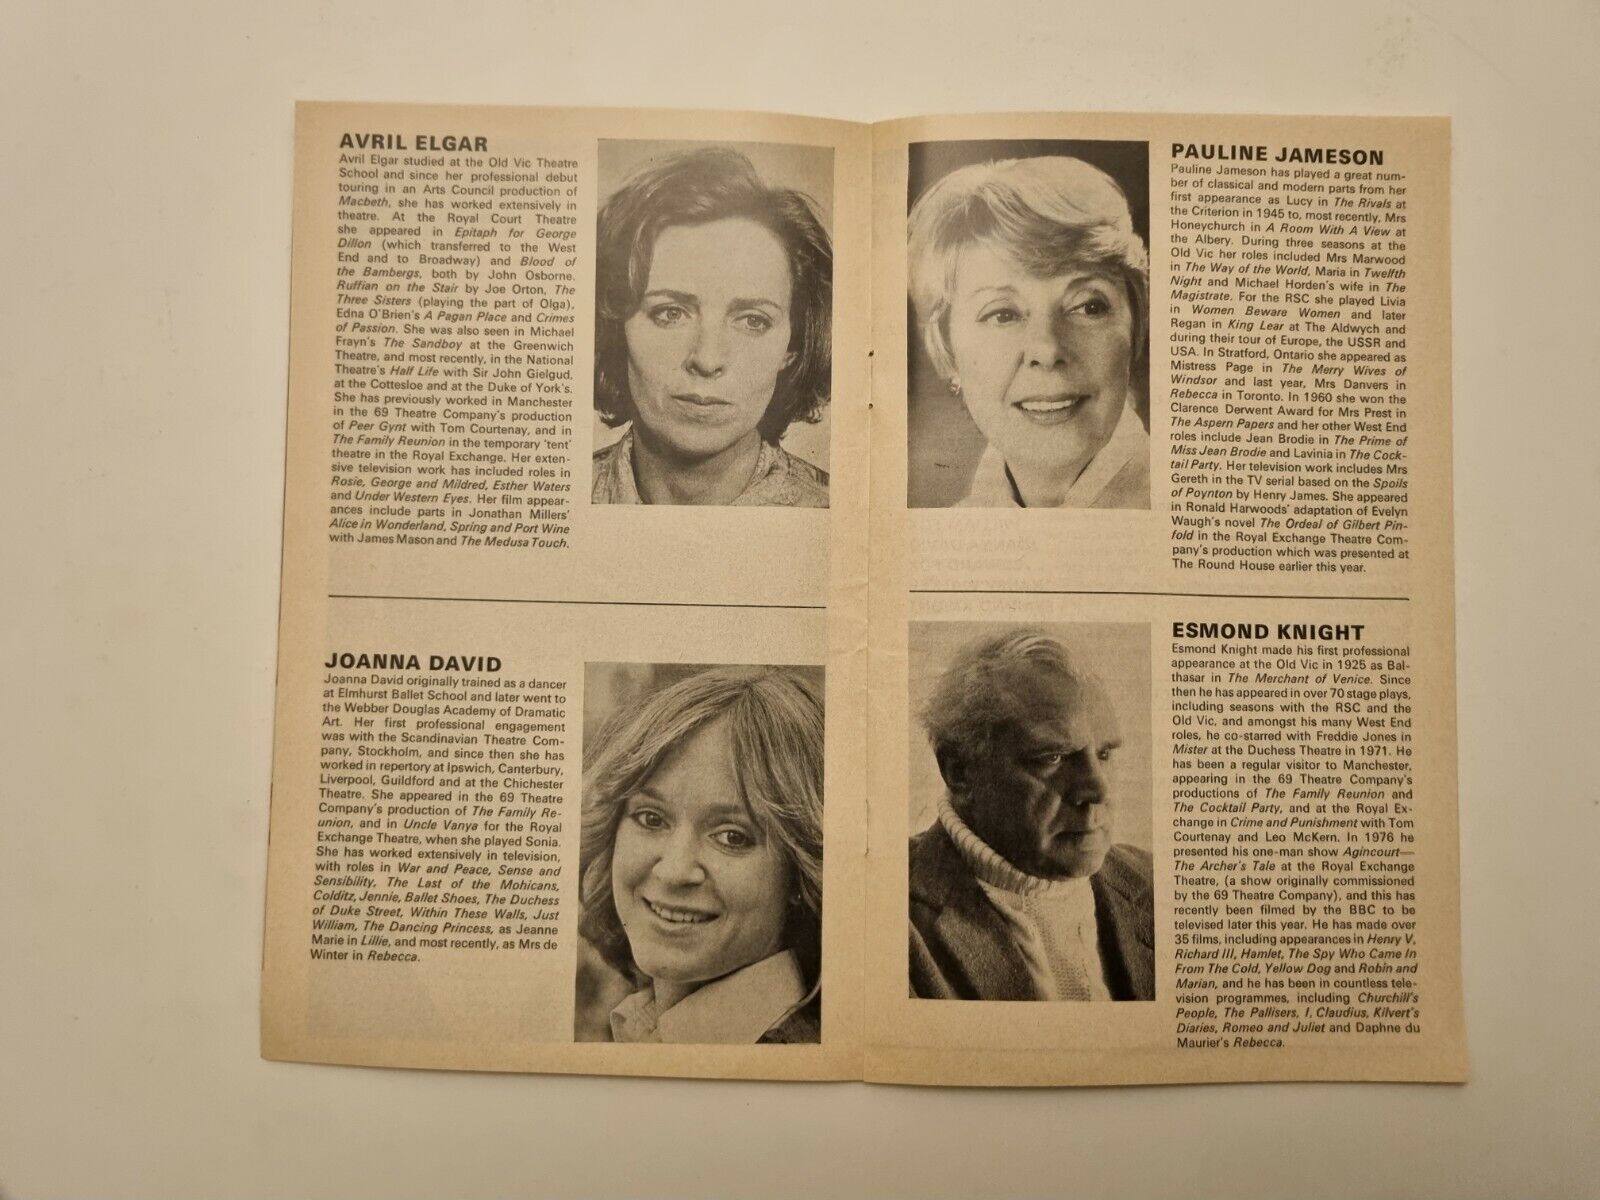 AVRIL ELGAR
Avril Elgar studied at the Old Vic Theatre
School and since her professional debut
touring in an Arts Council production of
Macbeth, she has worked extensively in
theatre. At the Royal Court Theatre
she appeared in Epitaph for George
Dillon (which transferred to the West
End and to Broadway) and Blood of
the Bambergs, both by John Osborne.
Ruffian on the Stair by Joe Orton, The
Three Sisters (playing the part of Olga),
Edna O'Brien's A Pagan Place and Crimes
of Passion. She was also seen in Michael
Frayn's The Sandboy at the Greenwich
Theatre, and most recently, in the National
Theatre's Half Life with Sir John Gielgud,
at the Cottesloe and at the Duke of York's.
She has previously worked in Manchester
in the 69 Theatre Company's production
of Peer Gynt with Tom Courtenay, and in
The Family Reunion in the temporary 'tent'
theatre in the Royal Exchange. Her exten-
sive television work has included roles in
Rosie, George and Mildred, Esther Waters
and Under Western Eyes. Her film appear-
ances include parts in Jonathan Millers'
Alice in Wonderland, Spring and Port Wine
with James Mason and The Medusa Touch.
JOANNA DAVID
Joanna David originally trained as a dancer
at Elmhurst Ballet School and later went to
the Webber Douglas Academy of Dramatic
Art. Her first professional engagement
was with the Scandinavian Theatre Com-
pany, Stockholm, and since then she has
worked in repertory at Ipswich, Canterbury,
Liverpool, Guildford and at the Chichester
Theatre. She appeared in the 69 Theatre
Company's production of The Family Re-
union, and in Uncle Vanya for the Royal
Exchange Theatre, when she played Sonia.
She has worked extensively in television,
with roles in War and Peace, Sense and
Sensibility, The Last of the Mohicans,
Colditz, Jennie, Ballet Shoes, The Duchess
of Duke Street, Within These Walls, Just
William, The Dancing Princess, as Jeanne
Marie in Lillie, and most recently, as Mrs de
Winter in Rebecca.
PAULINE JAMESON
Pauline Jameson has played a great num-
ber of classical and modern parts from her
first appearance as Lucy in The Rivals at
the Criterion in 1945 to, most recently, Mrs
Honeychurch in A Room With A View at
the Albery. During three seasons at the
Old Vic her roles included Mrs Marwood
in The Way of the World, Maria in Twelfth
Night and Michael Horden's wife in The
Magistrate. For the RSC she played Livia
in Women Beware Women and later
Regan in King Lear at The Aldwych and
during their tour of Europe, the USSR and
USA. In Stratford, Ontario she appeared as
Mistress Page in The Merry Wives of
Windsor and last year, Mrs Danvers in
Rebecca in Toronto. In 1960 she won the
Clarence Derwent Award for Mrs Prest in
The Aspern Papers and her other West End
roles include Jean Brodie in The Prime of
Miss Jean Brodie and Lavinia in The Cock-
tail Party. Her television work includes Mrs
Gereth in the TV serial based on the Spoils
of Poynton by Henry James. She appeared
in Ronald Harwoods' adaptation of Evelyn
Waugh's novel The Ordeal of Gilbert Pin-
fold in the Royal Exchange Theatre Com-
pany's production which was presented at
The Round House earlier this year.
ESMOND KNIGHT
Esmond Knight made his first professional
appearance at the Old Vic in 1925 as Bal-
thasar in The Merchant of Venice. Since
then he has appeared in over 70 stage plays,
including seasons with the RSC and the
Old Vic, and amongst his many West End
roles, he co-starred with Freddie Jones in
Mister at the Duchess Theatre in 1971. He
has been a regular visitor to Manchester,
appearing in the 69 Theatre Company's
productions of The Family Reunion and
The Cocktail Party, and at the Royal Ex-
change in Crime and Punishment with Tom
Courtenay and Leo McKern. In 1976 he
presented his one-man show Agincourt—
The Archer's Tale at the Royal Exchange
Theatre, (a show originally commissioned
by the 69 Theatre Company), and this has
recently been filmed by the BBC to be
televised later this year. He has made over
35 films, including appearances in Henry V,
Richard III, Hamlet, The Spy Who Came In
From The Cold, Yellow Dog and Robin and
Marian, and he has been in countless tele-
vision programmes, including Churchill's
People, The Pallisers, I, Claudius, Kilvert's
Diaries, Romeo and Juliet and Daphne du
Maurier's Rebecca.